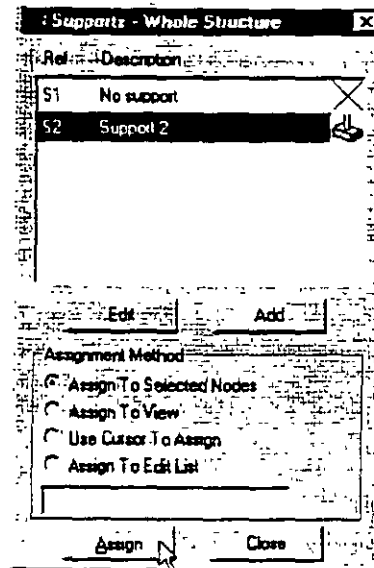 : Supports - Whole Structure
Ref Description
S1 No support
S2 Support 2
Edit Add
Assignment Method
Assign To Selected Nodes
Assign To View
Use Cursor To Assign
Assign To Edit List
Assign Close